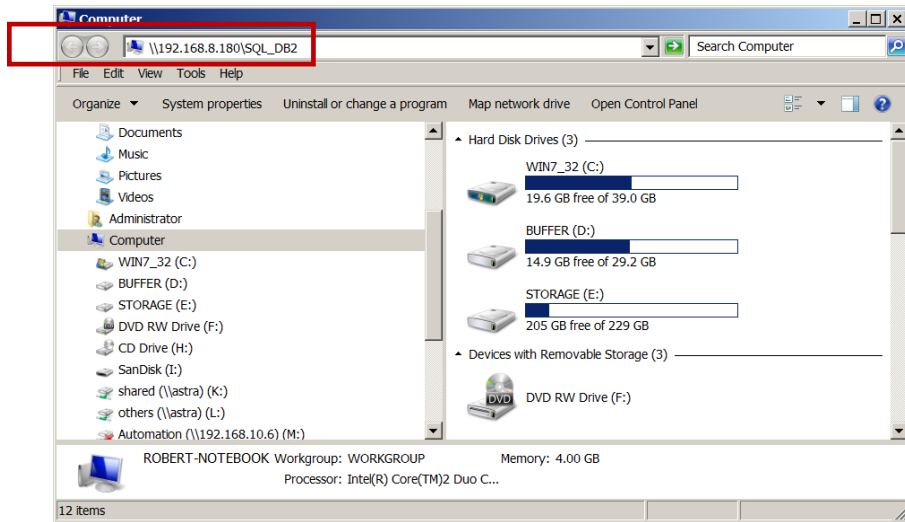 Computer
\\192.168.8.180\SQL_DB2
Search Computer
File Edit View Tools Help
Organize System properties Uninstall or change a program Map network drive Open Control Panel
Documents
Music
Pictures
Videos
Administrator
Computer
WIN7_32 (C:)
BUFFER (D:)
STORAGE (E:)
DVD RW Drive (F:)
CD Drive (H:)
SanDisk (I:)
shared (\\astra) (K:)
others (\\astra) (L:)
Automation (\\192.168.10.6) (M:)
Hard Disk Drives (3)
WIN7_32 (C:)
19.6 GB free of 39.0 GB
BUFFER (D:)
14.9 GB free of 29.2 GB
STORAGE (E:)
205 GB free of 229 GB
Devices with Removable Storage (3)
DVD
DVD RW Drive (F:)
ROBERT-NOTEBOOK Workgroup: WORKGROUP Memory: 4.00 GB
Processor: Intel(R) Core(TM)2 Duo C...
12 items